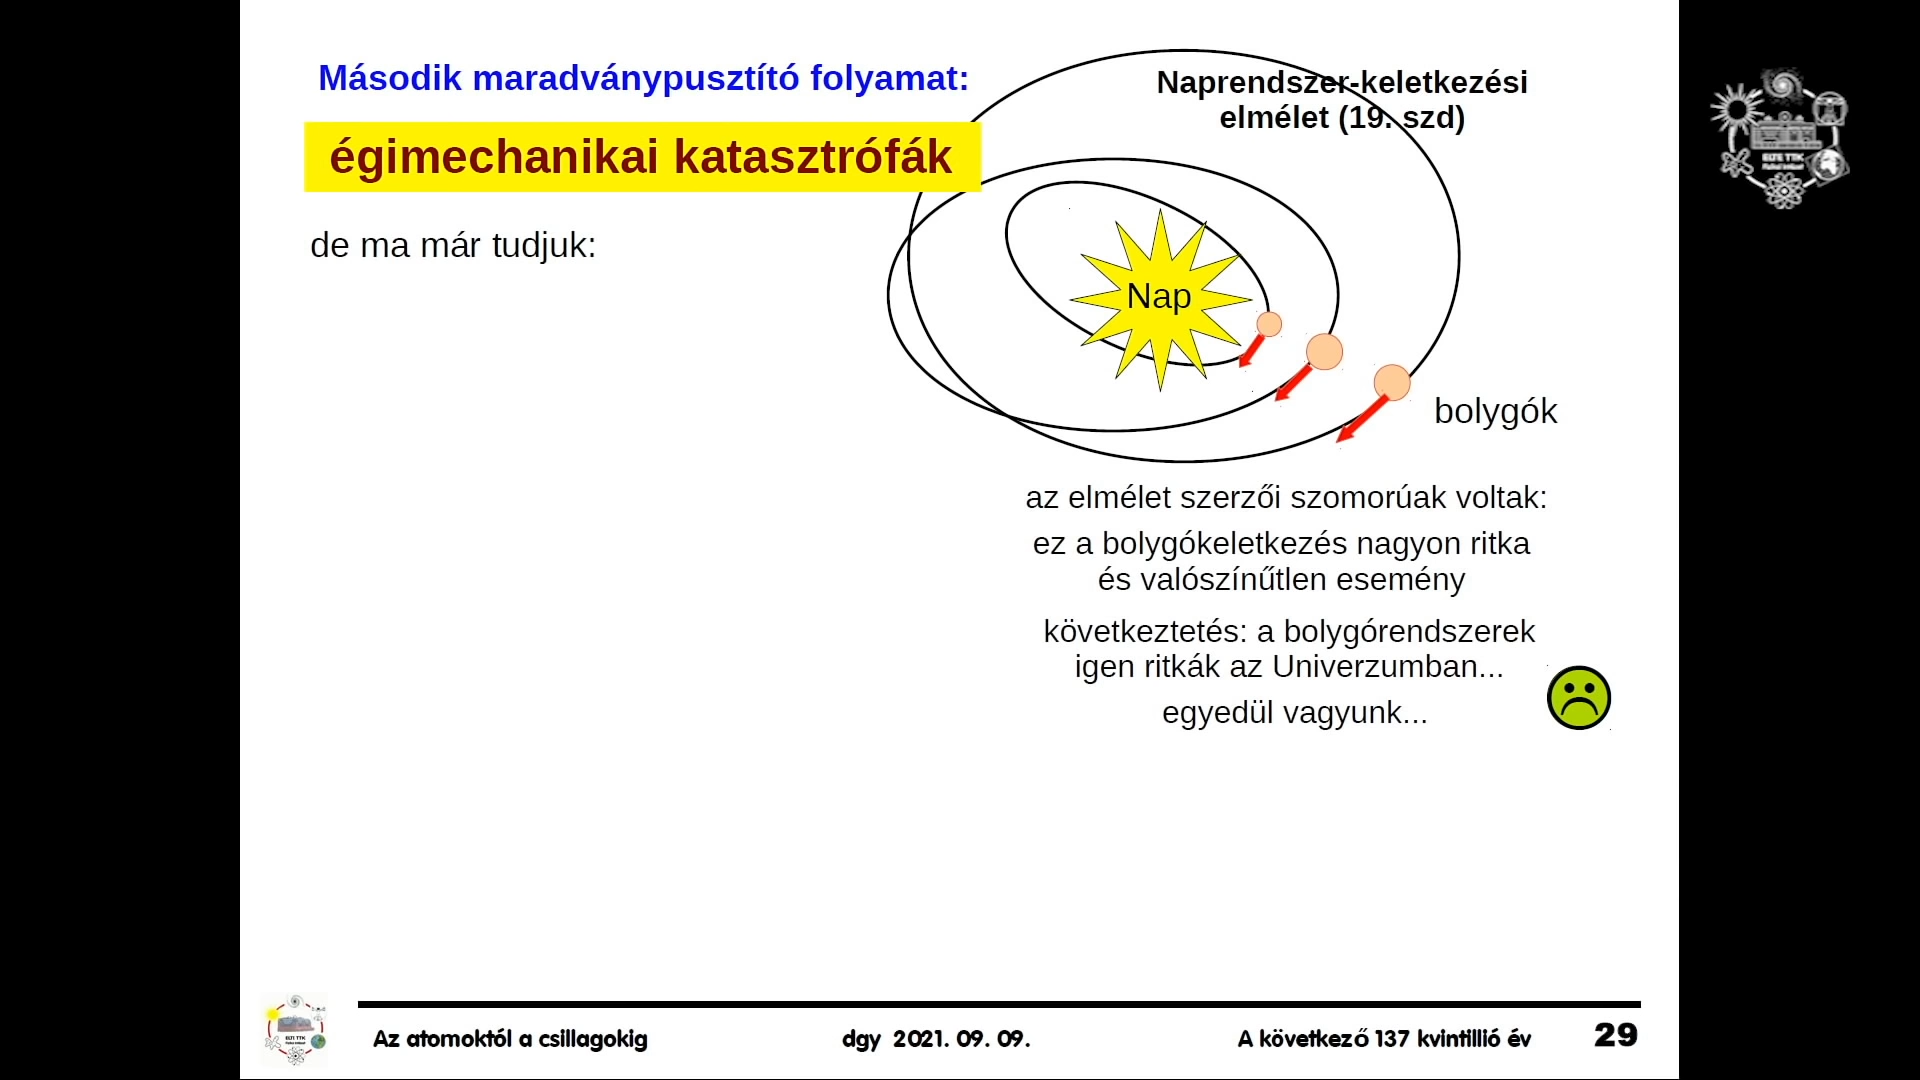 Második maradványpusztító folyamat:
égimechanikai katasztrófák
de ma már tudjuk:
Naprendszer-keletkezési
elmélet (19. szd)
Nap
bolygók
az elmélet szerzői szomorúak voltak:
ez a bolygókeletkezés nagyon ritka
és valószínűtlen esemény
következtetés: a bolygórendszerek
igen ritkák az Univerzumban...
egyedül vagyunk...
ELTE TTK
Az atomoktól a csillagokig
dgy 2021. 09. 09.
A következő 137 kvintillió év
29